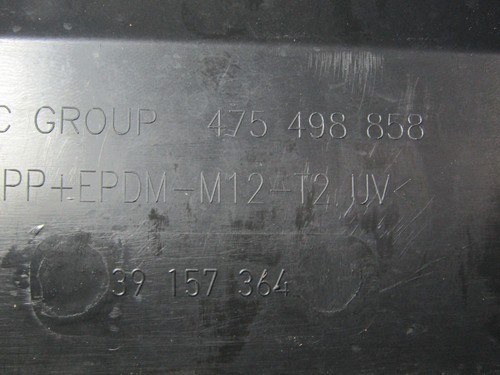 C GROUP 475 498 858
PP+EPDM-M12-T2 UV<
39 157 364